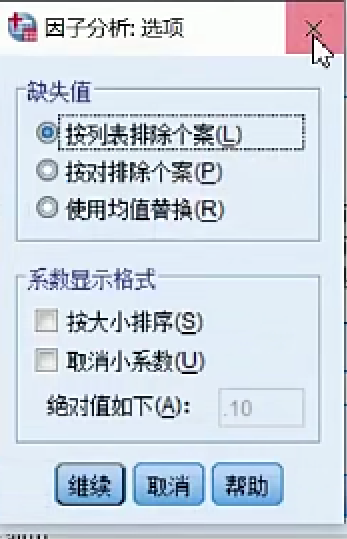 因子分析: 选项
缺失值
按列表排除个案(L)
按对排除个案(P)
使用均值替换(R)
系数显示格式
按大小排序(S)
取消小系数(U)
绝对值如下(A): .10
继续 取消 帮助